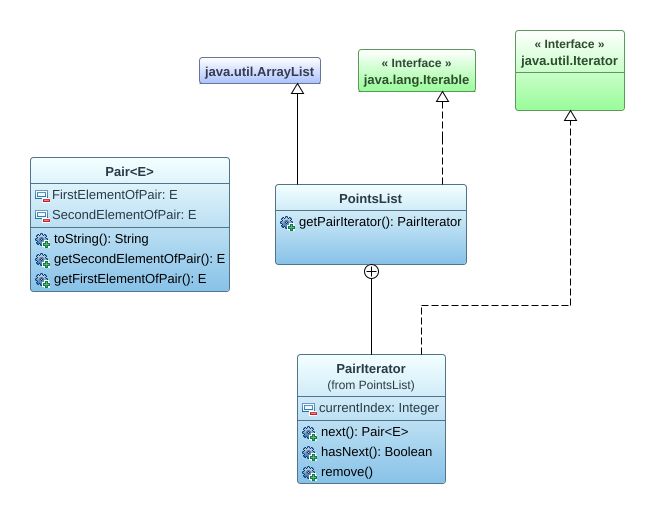 « Interface »
java.util.Iterator
« Interface »
java.lang.Iterable
java.util.ArrayList
Pair<E>
FirstElementOfPair: E
SecondElementOfPair: E
toString(): String
getSecondElementOfPair(): E
getFirstElementOfPair(): E
PointsList
getPairIterator(): PairIterator
PairIterator
(from PointsList)
currentIndex: Integer
next(): Pair<E>
hasNext(): Boolean
remove()